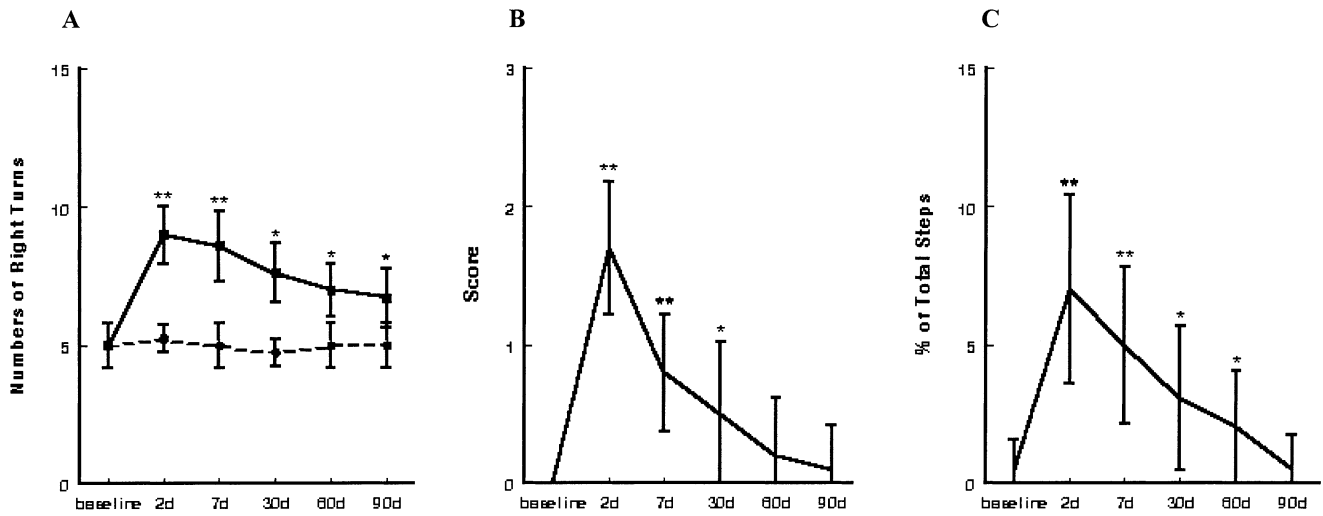 A
B
C
Numbers of Right Turns
15
10
5
0
**
**
*
*
*
baseline 2d 7d 30d 60d 90d
Score
3
2
1
0
**
**
*
baseline 2d 7d 30d 60d 90d
% of Total Steps
15
10
5
0
**
**
*
*
baseline 2d 7d 30d 60d 90d